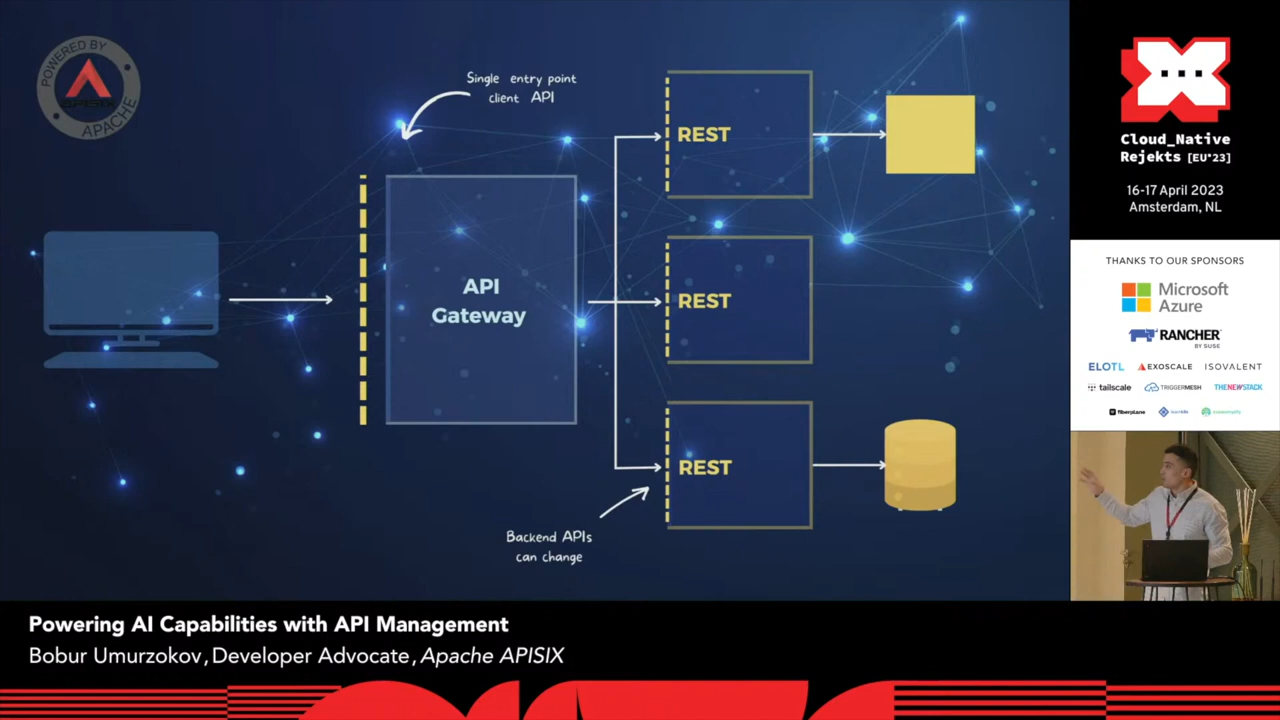 POWERED BY
APISIX
APACHE
Single entry point
client API
API
Gateway
REST
REST
REST
Backend APIs
can change
Cloud_Native
Rejekts [EU*23]
16-17 April 2023
Amsterdam, NL
THANKS TO OUR SPONSORS
Microsoft
Azure
RANCHER
BY SUSE
ELOTL EXOSCALE ISOVALENT
tailscale TRIGGERMESH THENEWSTACK
fiberplane
Powering AI Capabilities with API Management
Bobur Umurzokov, Developer Advocate, Apache APISIX